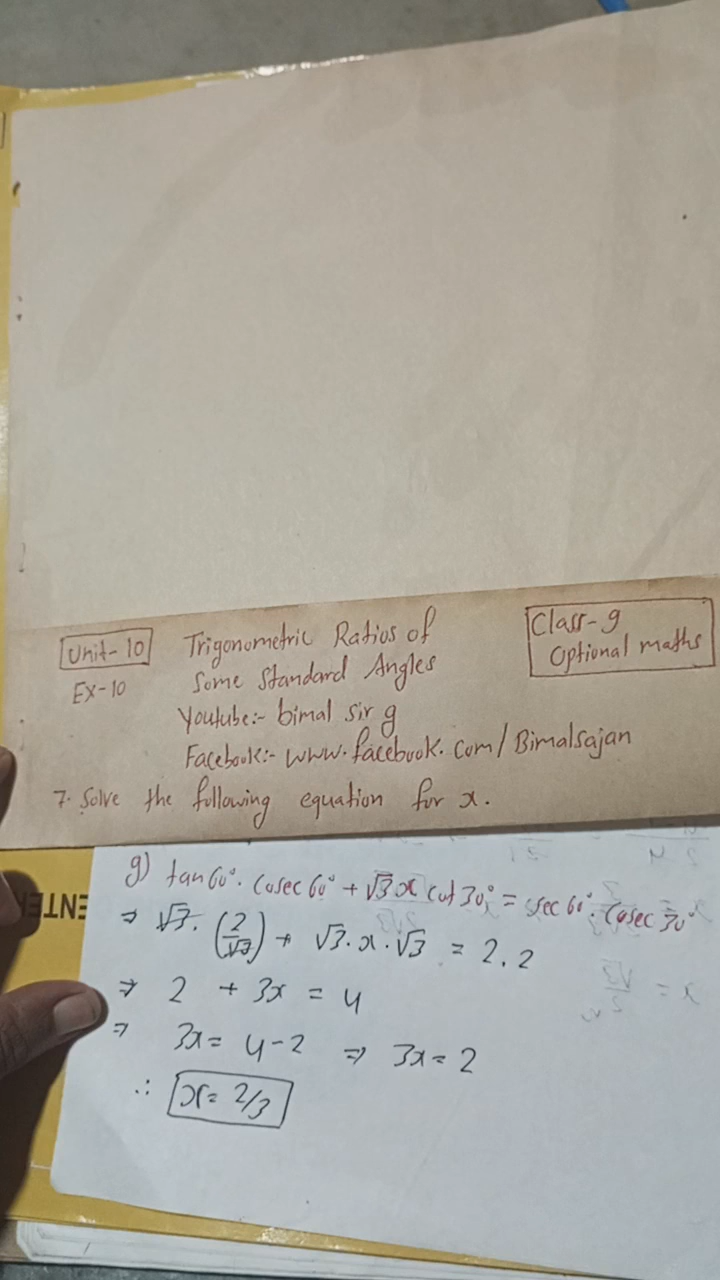 Unit-10 Trigonometric Ratios of
Some Standard Angles
Class-9
Optional maths
Ex-10
Youtube:- bimal sir g
Facebook:- www.facebook.com/Bimalsajan
7. Solve the following equation for x.
g) tan60°. Cosec 60° + √3 x cot 30° = sec 60°. Cosec 30°
⇒ √3. (2/√3) + √3.x.√3 = 2.2
⇒ 2 + 3x = 4
⇒ 3x = 4-2 ⇒ 3x = 2
∴ x= 2/3
ENTER